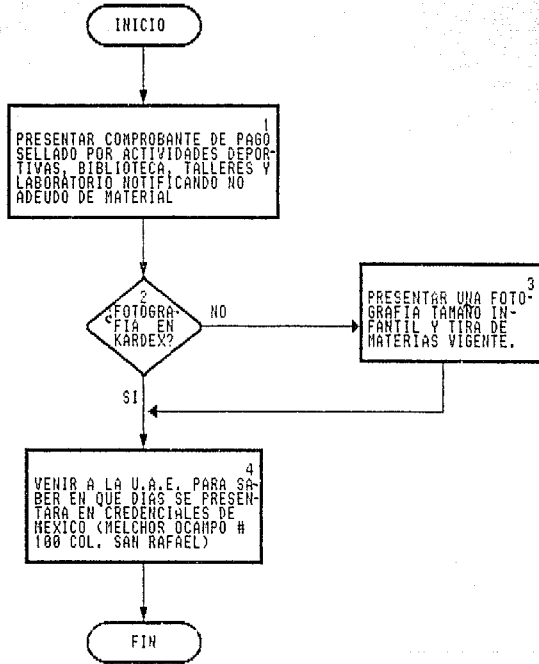 INICIO
1
PRESENTAR COMPROBANTE DE PAGO
SELLADO POR ACTIVIDADES DEPOR-
TIVAS, BIBLIOTECA, TALLERES Y
LABORATORIO NOTIFICANDO NO
ADEUDO DE MATERIAL
2
¿FOTOGRA-
FIA EN
KARDEX?
NO
3
PRESENTAR UNA FOTO-
GRAFIA TAMAÑO IN-
FANTIL Y TIRA DE
MATERIAS VIGENTE.
SI
4
VENIR A LA U.A.E. PARA SA-
BER EN QUE DIAS SE PRESEN-
TARA EN CREDENCIALES DE
MEXICO (MELCHOR OCAMPO #
100 COL. SAN RAFAEL)
FIN